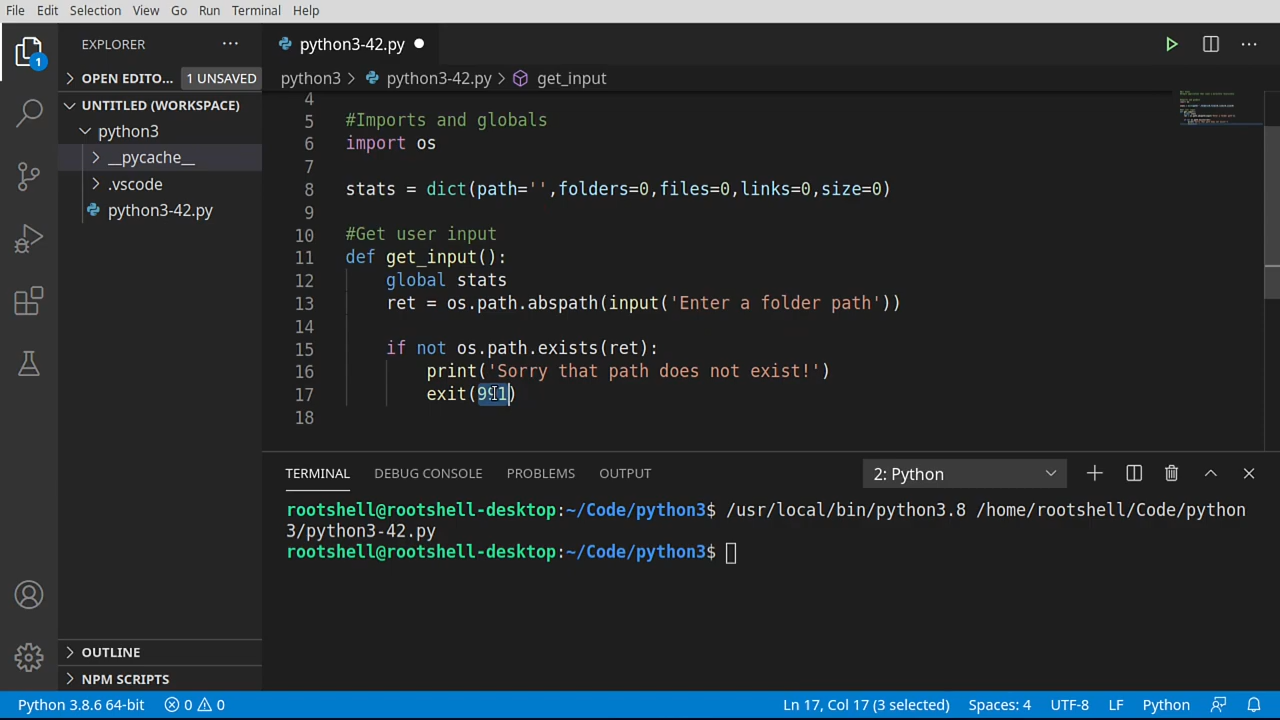 File Edit Selection View Go Run Terminal Help
EXPLORER
python3-42.py
OPEN EDITO... 1 UNSAVED
python3 > python3-42.py > get_input
UNTITLED (WORKSPACE)
python3
__pycache__
.vscode
python3-42.py
4
5 #Imports and globals
6 import os
7
8 stats = dict(path='',folders=0,files=0,links=0,size=0)
9
10 #Get user input
11 def get_input():
12 global stats
13 ret = os.path.abspath(input('Enter a folder path'))
14
15 if not os.path.exists(ret):
16 print('Sorry that path does not exist!')
17 exit(991)
18
TERMINAL DEBUG CONSOLE PROBLEMS OUTPUT 2: Python
rootshell@rootshell-desktop:~/Code/python3$ /usr/local/bin/python3.8 /home/rootshell/Code/python
3/python3-42.py
rootshell@rootshell-desktop:~/Code/python3$
1
OUTLINE
NPM SCRIPTS
Python 3.8.6 64-bit 0 0 Ln 17, Col 17 (3 selected) Spaces: 4 UTF-8 LF Python